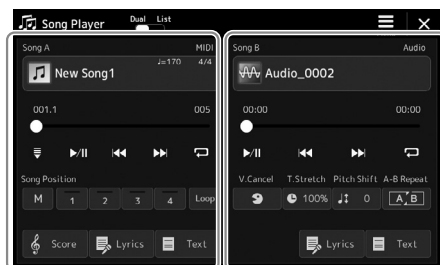 Song Player
Dual List
Song A MIDI
New Song1 ♩=170 4/4
001.1 005
Song Position
M 1 2 3 4 Loop
Score Lyrics Text
Song B Audio
Audio_0002
00:00 00:00
V.Cancel T.Stretch Pitch Shift A-B Repeat
100% 0 A B
Lyrics Text